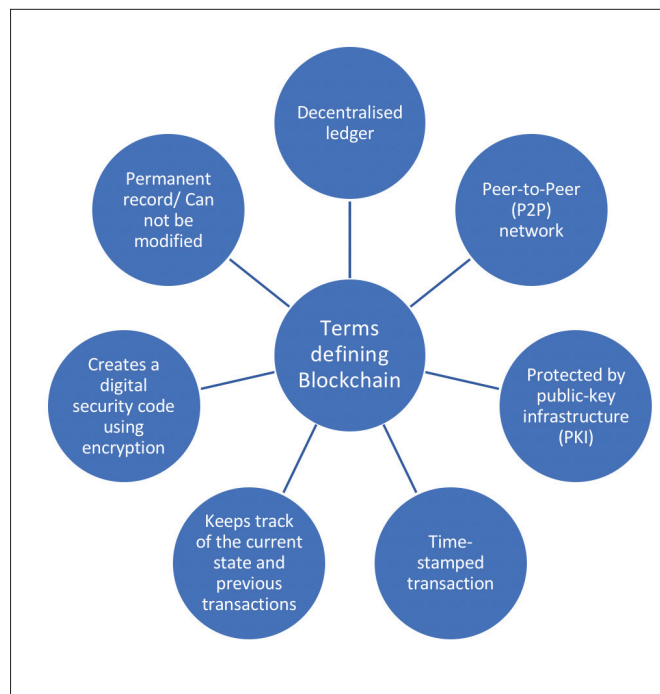 Decentralised
ledger
Peer-to-Peer
(P2P)
network
Protected by
public-key
infrastructure
(PKI)
Time-
stamped
transaction
Keeps track
of the current
state and
previous
transactions
Creates a
digital
security code
using
encryption
Permanent
record/ Can
not be
modified
Terms
defining
Blockchain